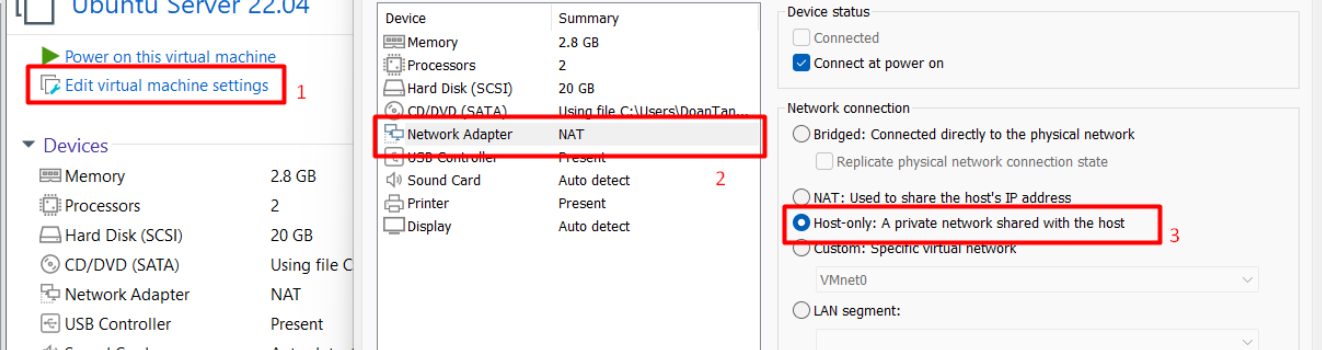 Ubuntu Server 22.04
Power on this virtual machine
Edit virtual machine settings
1
Devices
Memory 2.8 GB
Processors 2
Hard Disk (SCSI) 20 GB
CD/DVD (SATA) Using file C
Network Adapter NAT
USB Controller Present
Device Summary
Memory 2.8 GB
Processors 2
Hard Disk (SCSI) 20 GB
CD/DVD (SATA) Using file C:\Users\DoanTan...
Network Adapter NAT
USB Controller Present
2
Sound Card Auto detect
Printer Present
Display Auto detect
Device status
Connected
Connect at power on
Network connection
Bridged: Connected directly to the physical network
Replicate physical network connection state
NAT: Used to share the host's IP address
Host-only: A private network shared with the host
3
Custom: Specific virtual network
VMnet0
LAN segment: